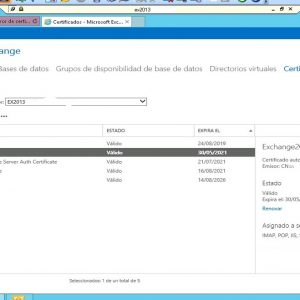 ex2013
or de certi...
Certificados - Microsoft Exc...
change
Bases de datos Grupos de disponibilidad de base de datos Directorios virtuales Certi
or: EX2013
ESTADO EXPIRA EL
Válido 24/08/2019
Válido 30/05/2021
e Server Auth Certificate Válido 21/07/2021
Válido 16/08/2021
Válido 14/08/2026
Exchange20
Certificado auto
Emisor: CN=...
Estado
Válido
Expira el: 30/05/
Renovar
Asignado a se
IMAP, POP, IIS, S
Seleccionados: 1 de un total de 5